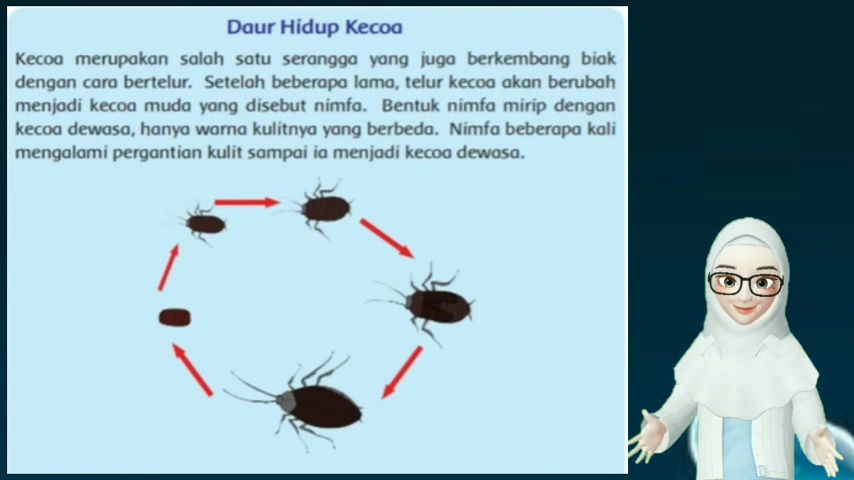 Daur Hidup Kecoa
Kecoa merupakan salah satu serangga yang juga berkembang biak
dengan cara bertelur. Setelah beberapa lama, telur kecoa akan berubah
menjadi kecoa muda yang disebut nimfa. Bentuk nimfa mirip dengan
kecoa dewasa, hanya warna kulitnya yang berbeda. Nimfa beberapa kali
mengalami pergantian kulit sampai ia menjadi kecoa dewasa.